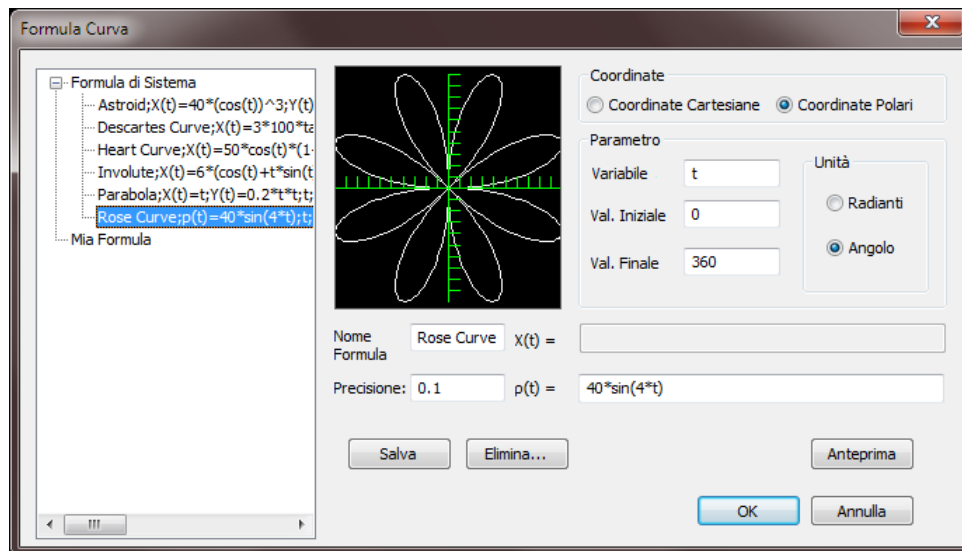 Formula Curva
Formula di Sistema
Astroid;X(t)=40*(cos(t))^3;Y(t)
Descartes Curve;X(t)=3*100*ta
Heart Curve;X(t)=50*cos(t)*(1-
Involute;X(t)=6*(cos(t)+t*sin(t
Parabola;X(t)=t;Y(t)=0.2*t*t;t;
Rose Curve;ρ(t)=40*sin(4*t);t;
Mia Formula
Coordinate
Coordinate Cartesiane Coordinate Polari
Parametro
Variabile t
Val. Iniziale 0
Val. Finale 360
Unità
Radianti
Angolo
Nome Formula Rose Curve X(t) =
Precisione: 0.1 ρ(t) = 40*sin(4*t)
Salva Elimina... Anteprima
OK Annulla